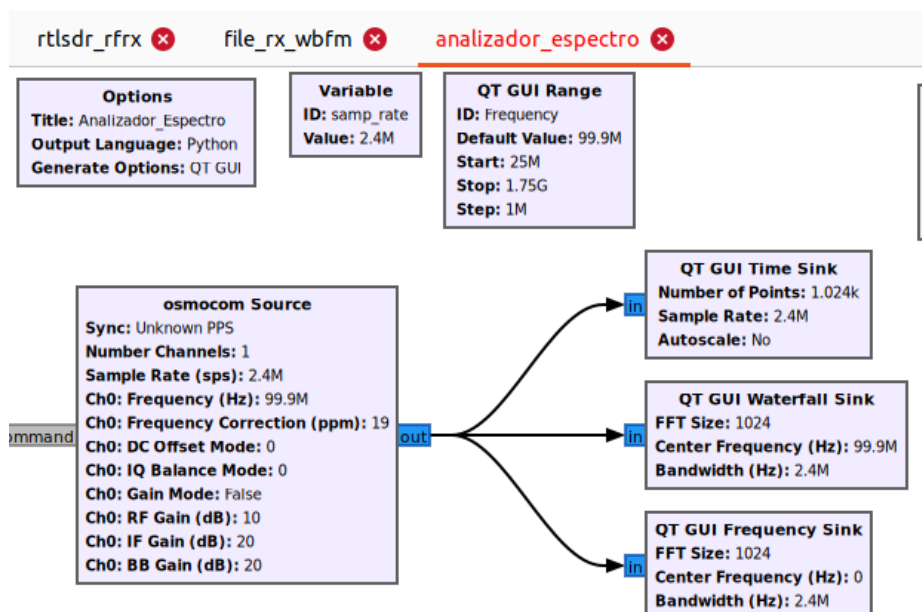 rtlsdr_rfrx
file_rx_wbfm
analizador_espectro
Options
Title: Analizador_Espectro
Output Language: Python
Generate Options: QT GUI
Variable
ID: samp_rate
Value: 2.4M
QT GUI Range
ID: Frequency
Default Value: 99.9M
Start: 25M
Stop: 1.75G
Step: 1M
osmocom Source
Sync: Unknown PPS
Number Channels: 1
Sample Rate (sps): 2.4M
Ch0: Frequency (Hz): 99.9M
Ch0: Frequency Correction (ppm): 19
Ch0: DC Offset Mode: 0
Ch0: IQ Balance Mode: 0
Ch0: Gain Mode: False
Ch0: RF Gain (dB): 10
Ch0: IF Gain (dB): 20
Ch0: BB Gain (dB): 20
ommand
out
QT GUI Time Sink
Number of Points: 1.024k
Sample Rate: 2.4M
Autoscale: No
in
QT GUI Waterfall Sink
FFT Size: 1024
Center Frequency (Hz): 99.9M
Bandwidth (Hz): 2.4M
in
QT GUI Frequency Sink
FFT Size: 1024
Center Frequency (Hz): 0
Bandwidth (Hz): 2.4M
in